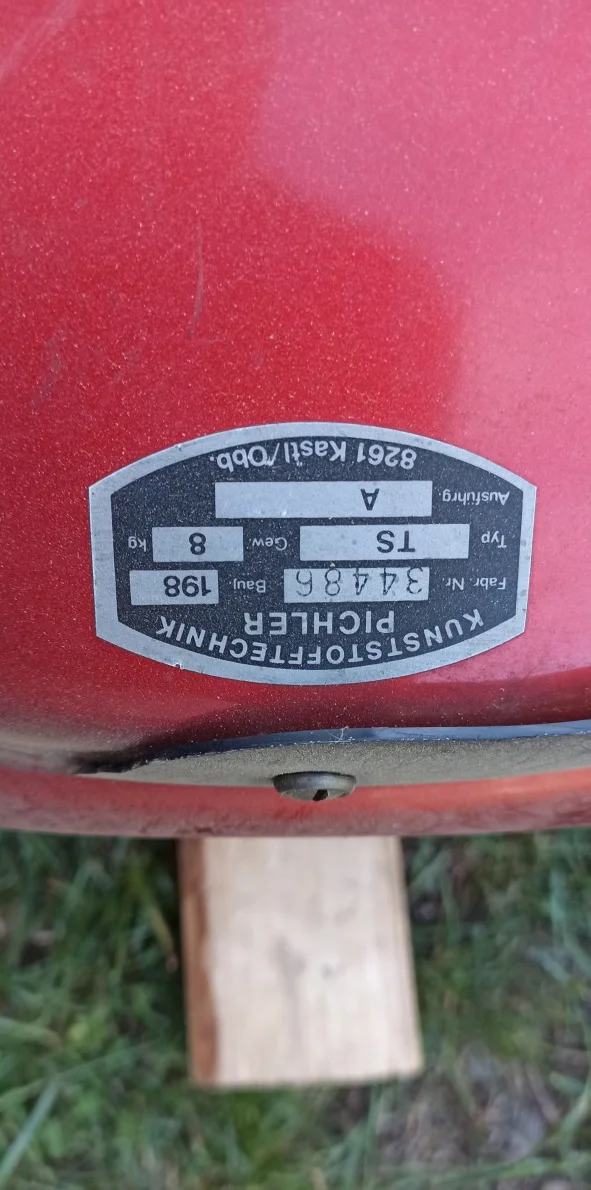 KUNSTSTOFFTECHNIK
PICHLER
Fabr. Nr. 34486 Bauj. 198
Typ TS Gew. 8 kg
Ausführg. A
8261 Kastl/Obb.